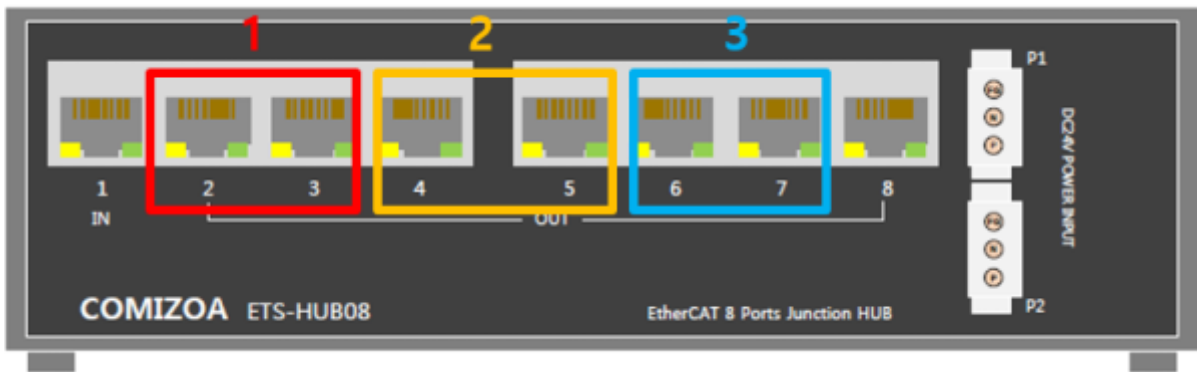 1 2 3
P1
1 2 3 4 5 6 7 8
IN OUT
DC24V POWER INPUT
COMIZOA ETS-HUB08
EtherCAT 8 Ports Junction HUB
P2